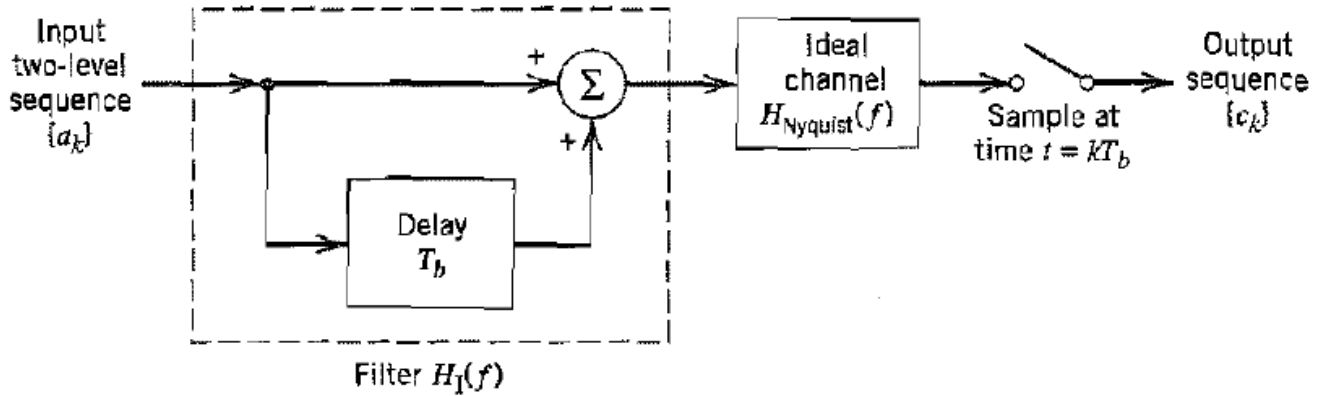 Input
two-level
sequence
{a_k}
+
Σ
+
Delay
T_b
Filter H_I(f)
Ideal
channel
H_Nyquist(f)
Sample at
time t = kT_b
Output
sequence
{c_k}